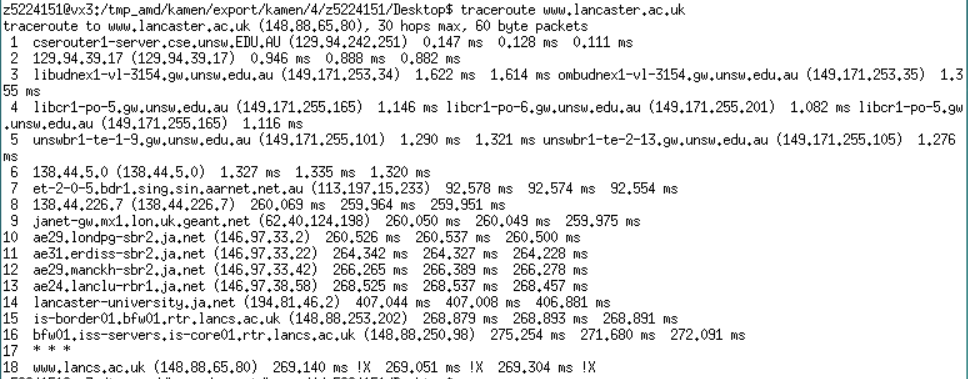 z5224151@vx3:/tmp_amd/kamen/export/kamen/4/z5224151/Desktop$ traceroute www.lancaster.ac.uk
traceroute to www.lancaster.ac.uk (148.88.65.80), 30 hops max, 60 byte packets
 1  cserouter1-server.cse.unsw.EDU.AU (129.94.242.251)  0.147 ms  0.128 ms  0.111 ms
 2  129.94.39.17 (129.94.39.17)  0.946 ms  0.888 ms  0.882 ms
 3  libudnex1-vl-3154.gw.unsw.edu.au (149.171.253.34)  1.622 ms  1.614 ms ombudnex1-vl-3154.gw.unsw.edu.au (149.171.253.35)  1.3
55 ms
 4  libcr1-po-5.gw.unsw.edu.au (149.171.255.165)  1.146 ms libcr1-po-6.gw.unsw.edu.au (149.171.255.201)  1.082 ms libcr1-po-5.gw
.unsw.edu.au (149.171.255.165)  1.116 ms
 5  unswbr1-te-1-9.gw.unsw.edu.au (149.171.255.101)  1.290 ms  1.321 ms unswbr1-te-2-13.gw.unsw.edu.au (149.171.255.105)  1.276
ms
 6  138.44.5.0 (138.44.5.0)  1.327 ms  1.335 ms  1.320 ms
 7  et-2-0-5.bdr1.sing.sin.aarnet.net.au (113.197.15.233)  92.578 ms  92.574 ms  92.554 ms
 8  138.44.226.7 (138.44.226.7)  260.069 ms  259.964 ms  259.951 ms
 9  janet-gw.mx1.lon.uk.geant.net (62.40.124.198)  260.050 ms  260.049 ms  259.975 ms
10  ae29.londpg-sbr2.ja.net (146.97.33.2)  260.526 ms  260.537 ms  260.500 ms
11  ae31.erdiss-sbr2.ja.net (146.97.33.22)  264.342 ms  264.327 ms  264.228 ms
12  ae29.manckh-sbr2.ja.net (146.97.33.42)  266.265 ms  266.389 ms  266.278 ms
13  ae24.lanclu-rbr1.ja.net (146.97.38.58)  268.525 ms  268.537 ms  268.457 ms
14  lancaster-university.ja.net (194.81.46.2)  407.044 ms  407.008 ms  406.881 ms
15  is-border01.bfw01.rtr.lancs.ac.uk (148.88.253.202)  268.879 ms  268.893 ms  268.891 ms
16  bfw01.iss-servers.is-core01.rtr.lancs.ac.uk (148.88.250.98)  275.254 ms  271.680 ms  272.091 ms
17  * * *
18  www.lancs.ac.uk (148.88.65.80)  269.140 ms !X  269.051 ms !X  269.304 ms !X